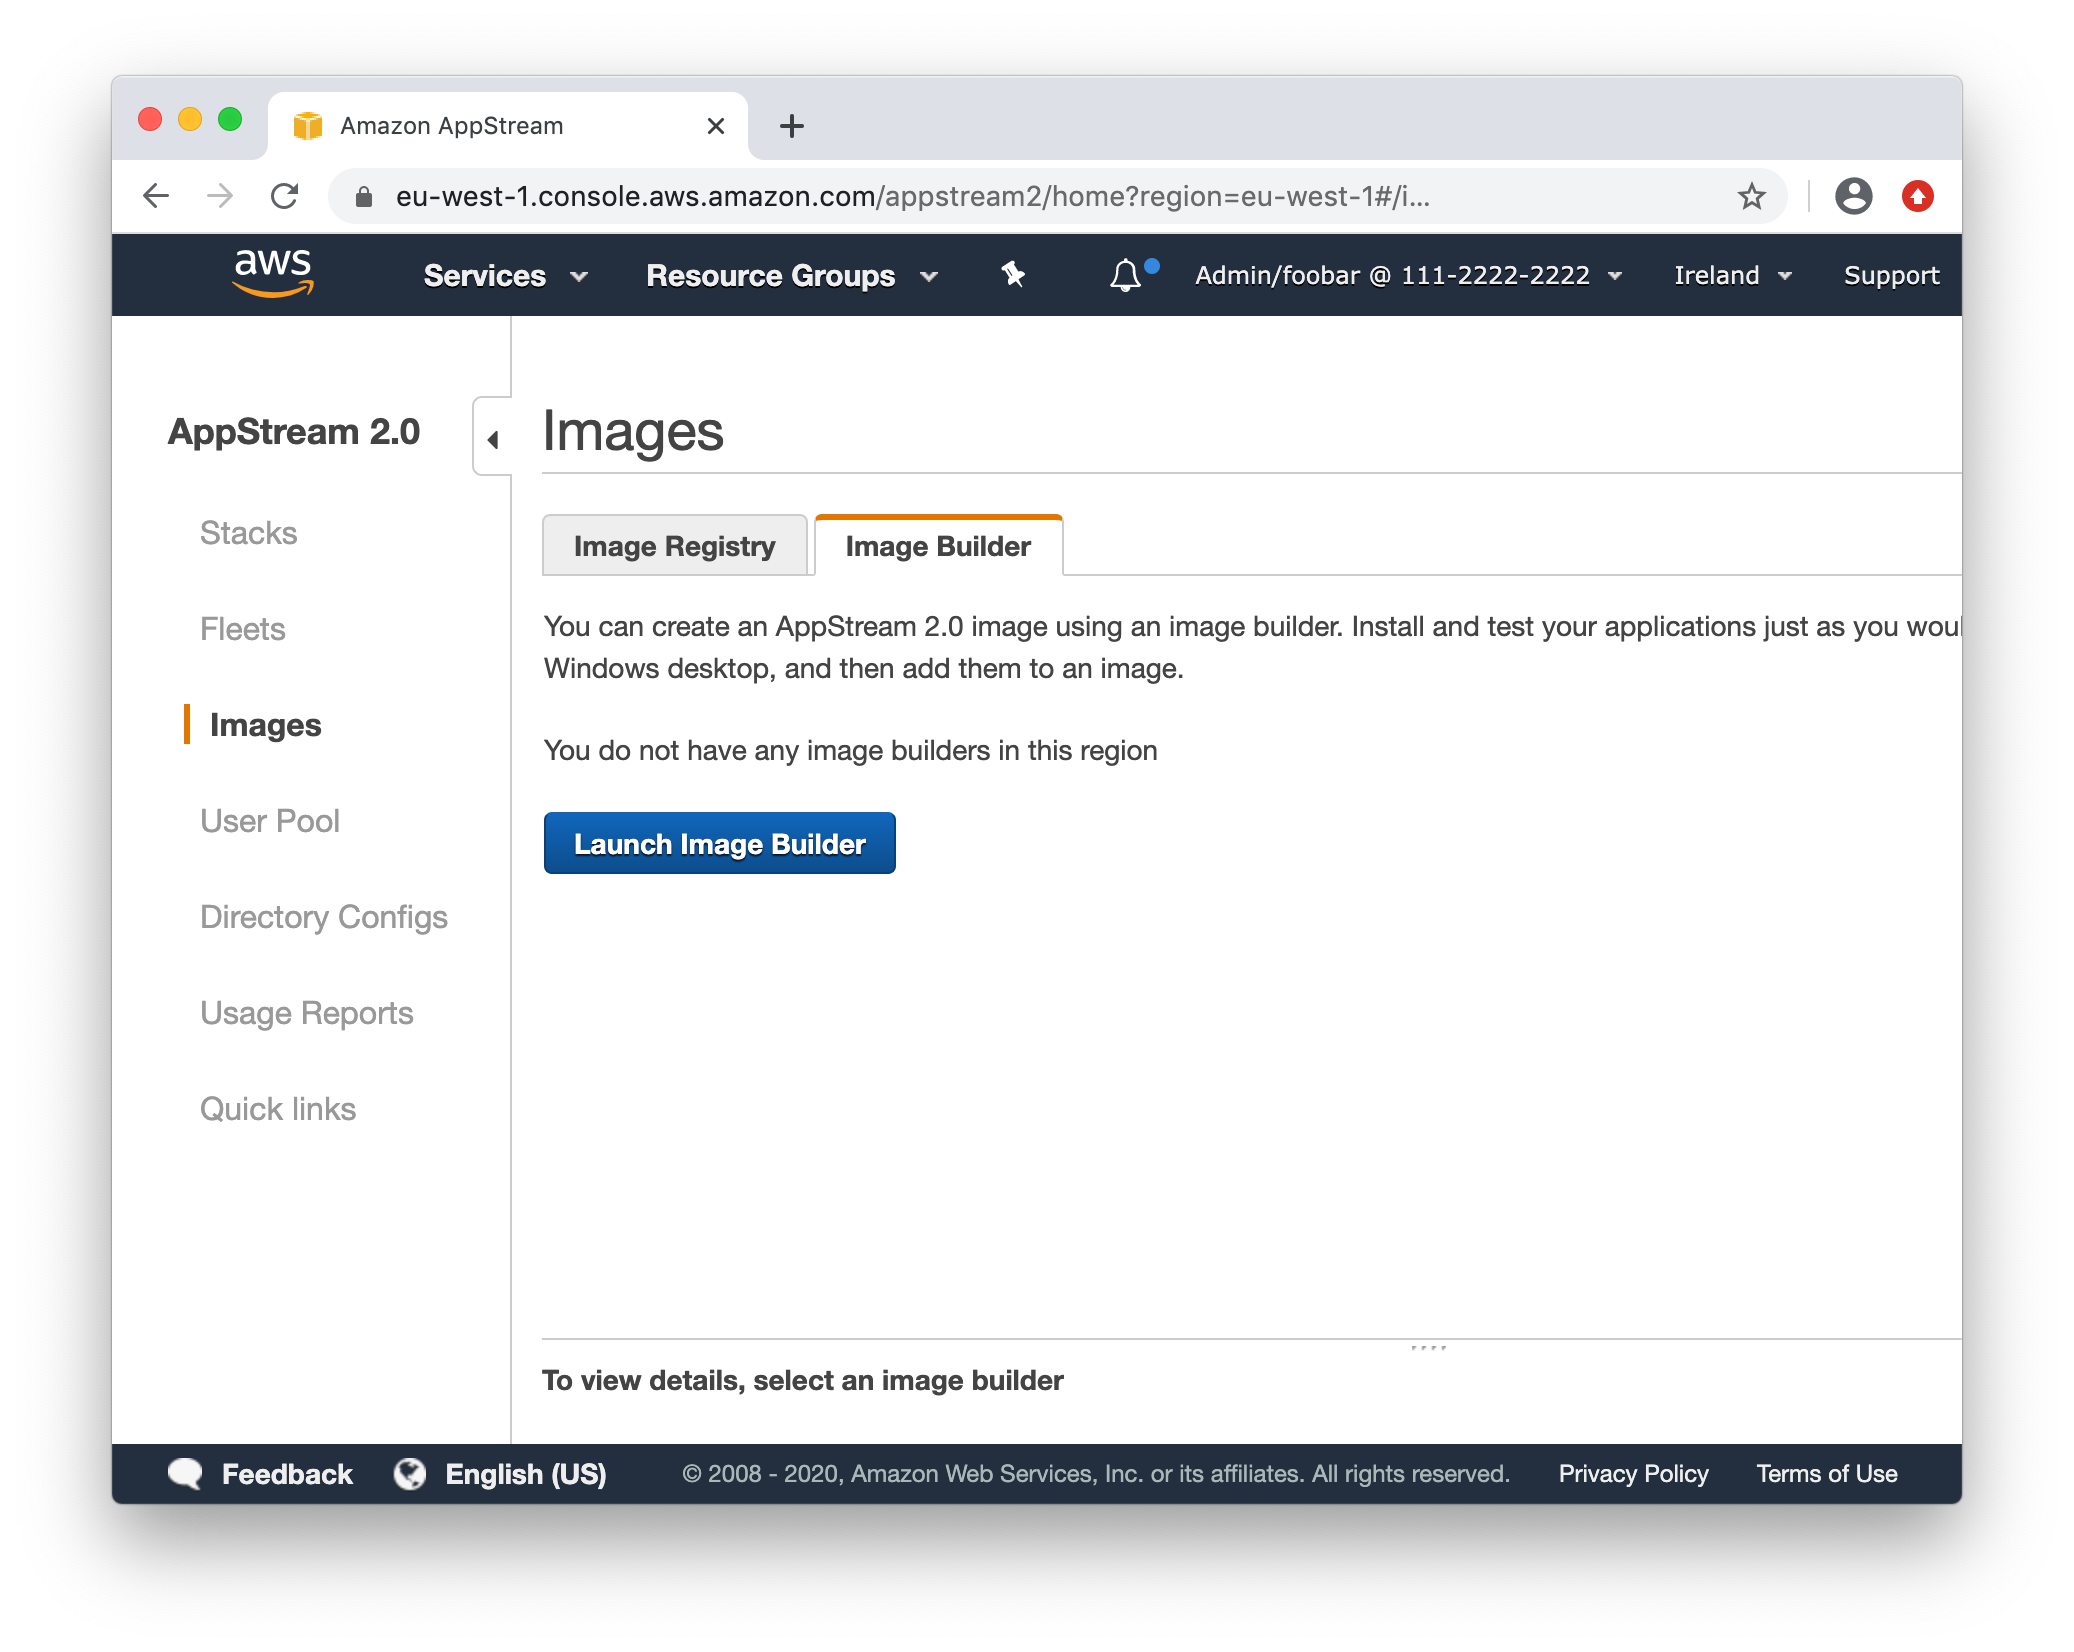 Amazon AppStream
eu-west-1.console.aws.amazon.com/appstream2/home?region=eu-west-1#/i...
aws Services Resource Groups Admin/foobar @ 111-2222-2222 Ireland Support
AppStream 2.0
Stacks
Fleets
Images
User Pool
Directory Configs
Usage Reports
Quick links
Images
Image Registry Image Builder
You can create an AppStream 2.0 image using an image builder. Install and test your applications just as you woul
Windows desktop, and then add them to an image.
You do not have any image builders in this region
Launch Image Builder
To view details, select an image builder
Feedback English (US) © 2008 - 2020, Amazon Web Services, Inc. or its affiliates. All rights reserved. Privacy Policy Terms of Use